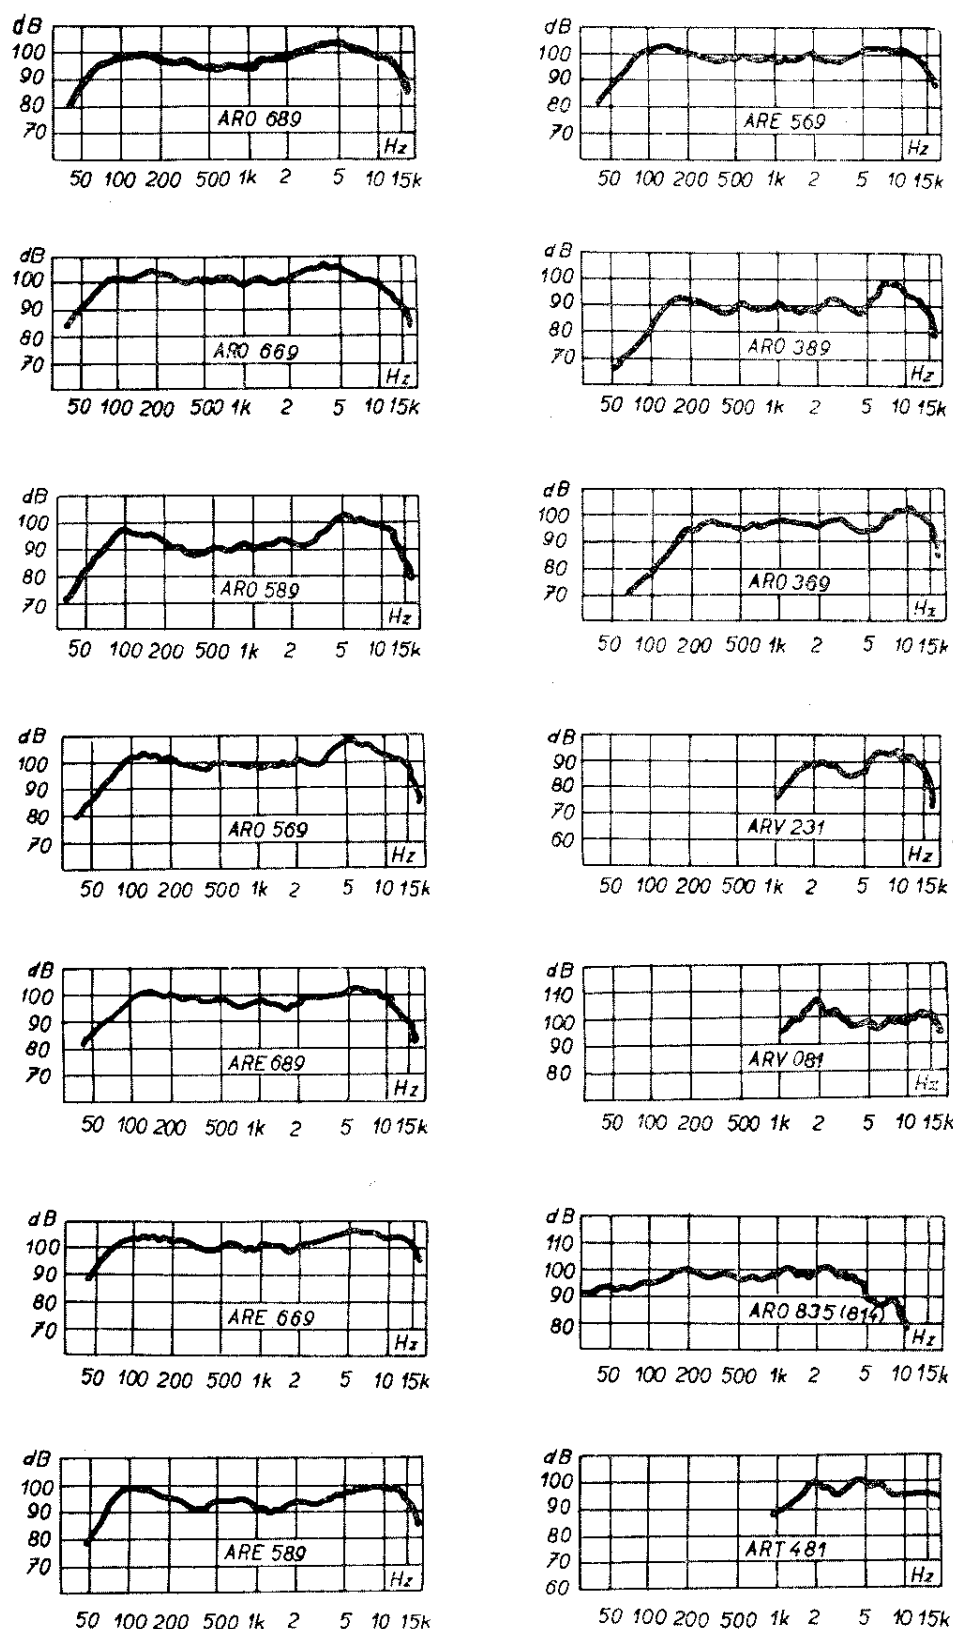 dB
100
90
80
70
ARO 689
Hz
50 100 200 500 1k 2 5 10 15k
dB
100
90
80
70
ARE 569
Hz
50 100 200 500 1k 2 5 10 15k
dB
100
90
80
70
ARO 669
Hz
50 100 200 500 1k 2 5 10 15k
dB
100
90
80
70
ARO 389
Hz
50 100 200 500 1k 2 5 10 15k
dB
100
90
80
70
ARO 589
Hz
50 100 200 500 1k 2 5 10 15k
dB
100
90
80
70
ARO 369
Hz
50 100 200 500 1k 2 5 10 15k
dB
100
90
80
70
ARO 569
Hz
50 100 200 500 1k 2 5 10 15k
dB
90
80
70
60
ARV 231
Hz
50 100 200 500 1k 2 5 10 15k
dB
100
90
80
70
ARE 689
Hz
50 100 200 500 1k 2 5 10 15k
dB
110
100
90
80
ARV 081
Hz
50 100 200 500 1k 2 5 10 15k
dB
100
90
80
70
ARE 669
Hz
50 100 200 500 1k 2 5 10 15k
dB
110
100
90
80
ARO 835 (814)
Hz
50 100 200 500 1k 2 5 10 15k
dB
100
90
80
70
ARE 589
Hz
50 100 200 500 1k 2 5 10 15k
dB
100
90
80
70
60
ART 481
Hz
50 100 200 500 1k 2 5 10 15k